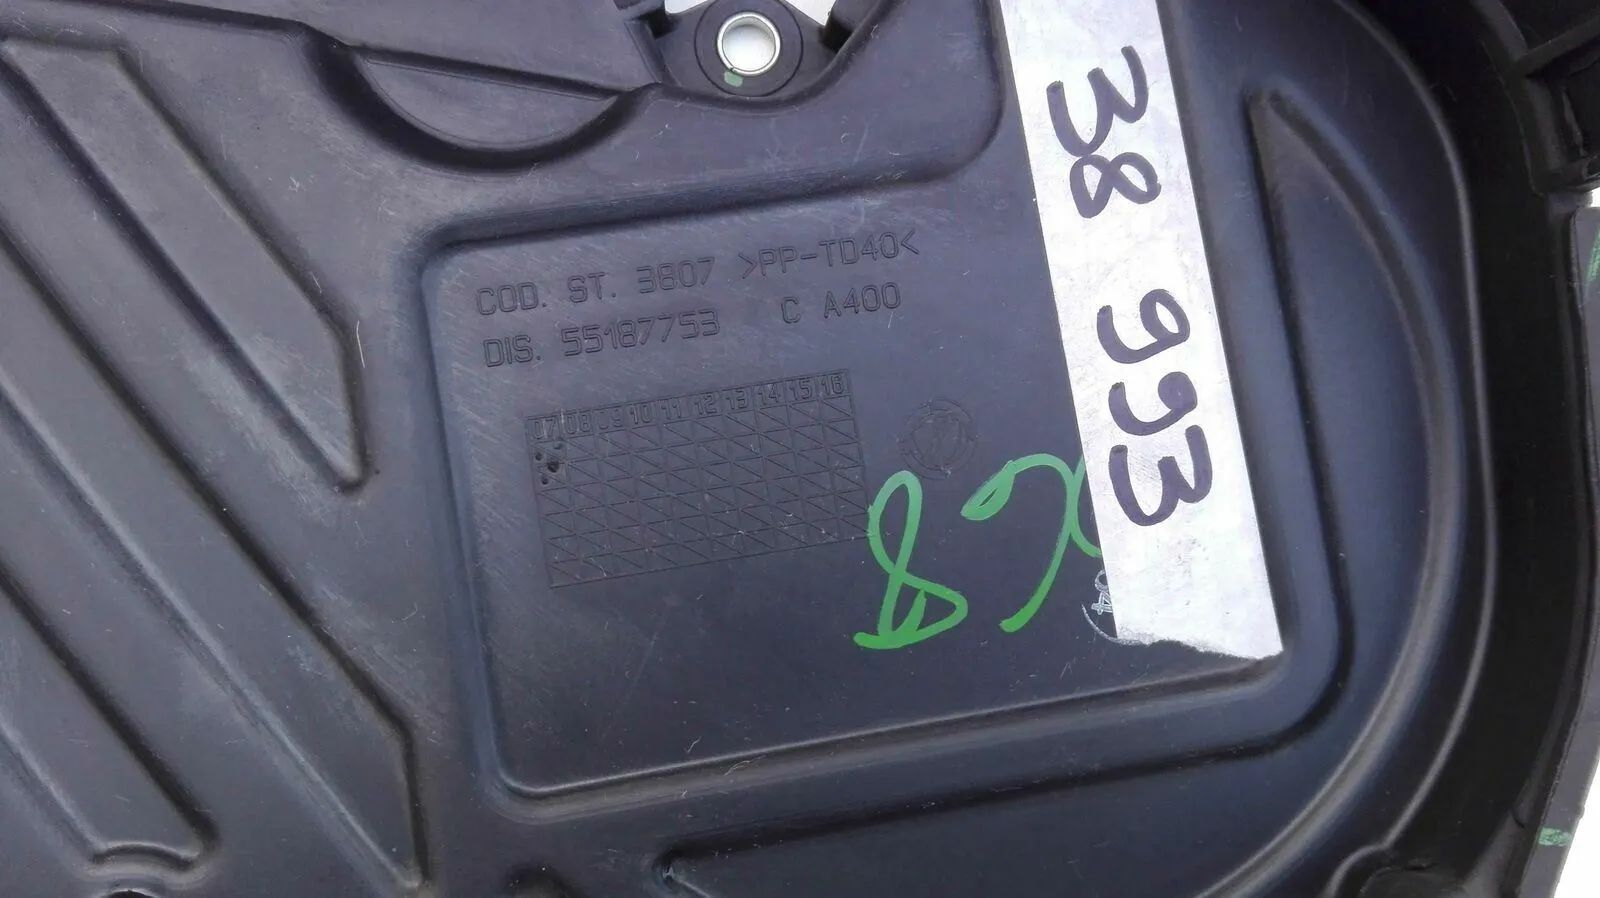 COD. ST. 3807 >PP-TD40<
DIS. 55187753 C A400
07 08 09 10 11 12 13 14 15 16
38 993
68